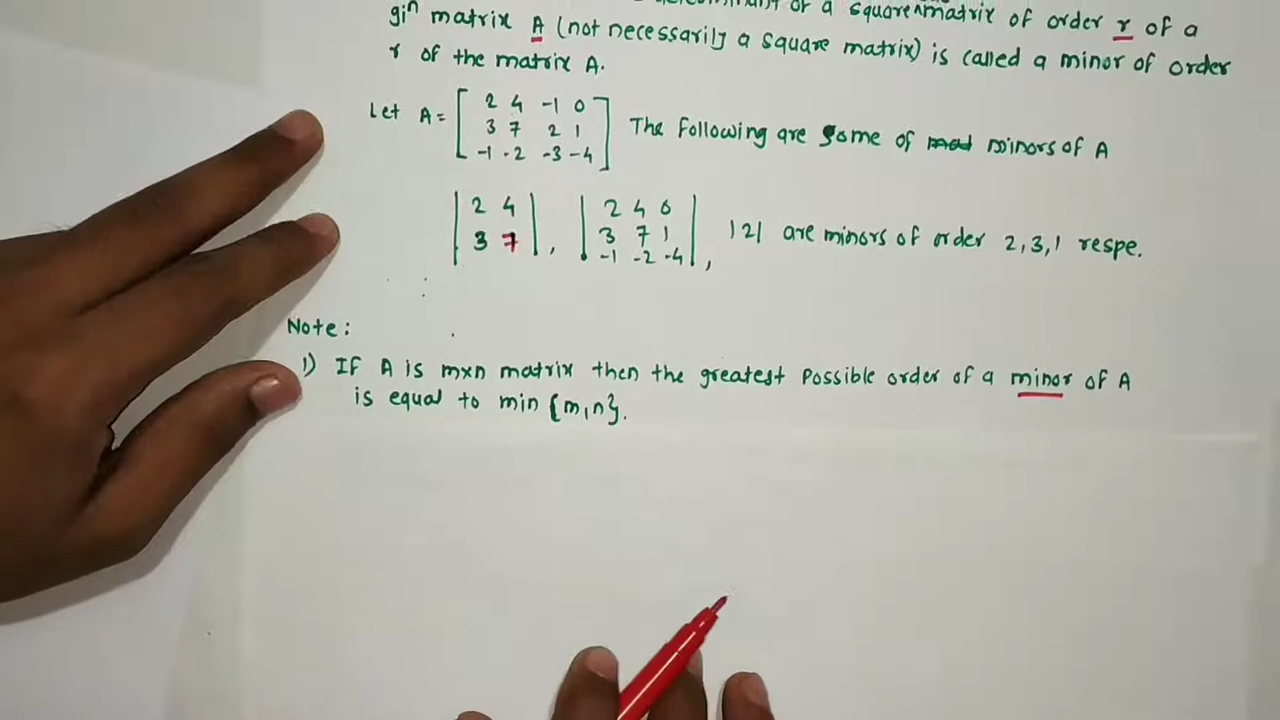 of a square^matrix of order r of a
giⁿ matrix A (not necessarily a square matrix) is called a minor of order
r of the matrix A.
Let A = [ 2 4 -1 0
3 7 2 1
-1 -2 -3 -4 ] The following are some of minors of A
| 2 4
3 7 | , | 2 4 0
3 7 1
-1 -2 -4 | , |2| are minors of order 2,3,1 respe.
Note:
1) If A is mxn matrix then the greatest possible order of a minor of A
is equal to min {m,n}.